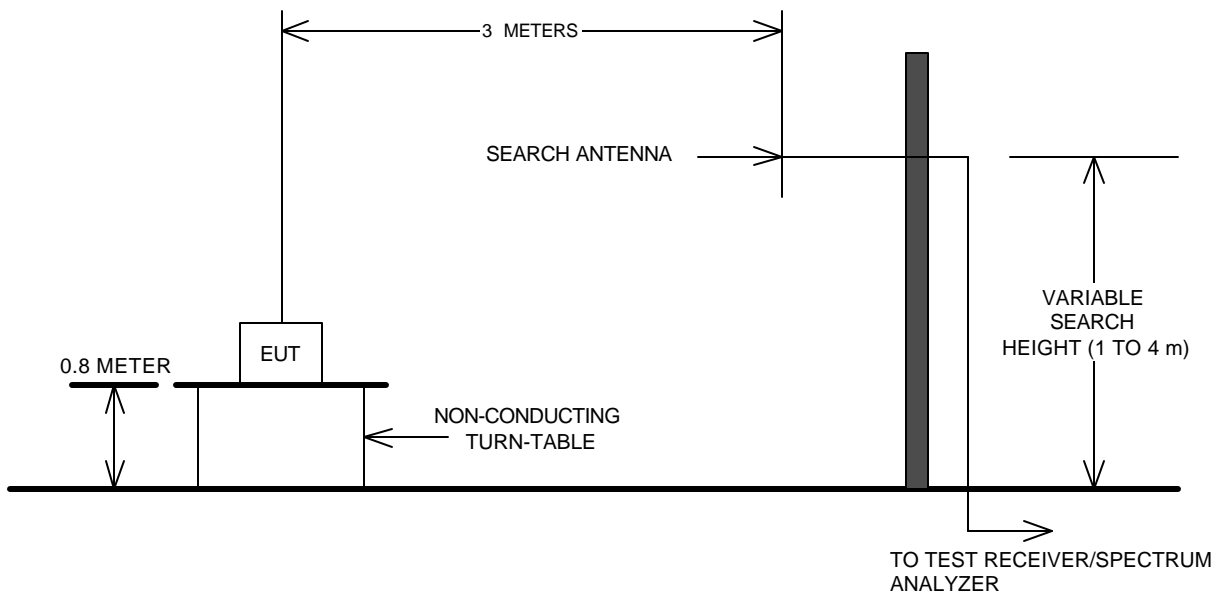 3 METERS
SEARCH ANTENNA
VARIABLE
SEARCH
HEIGHT (1 TO 4 m)
EUT
0.8 METER
NON-CONDUCTING
TURN-TABLE
TO TEST RECEIVER/SPECTRUM
ANALYZER